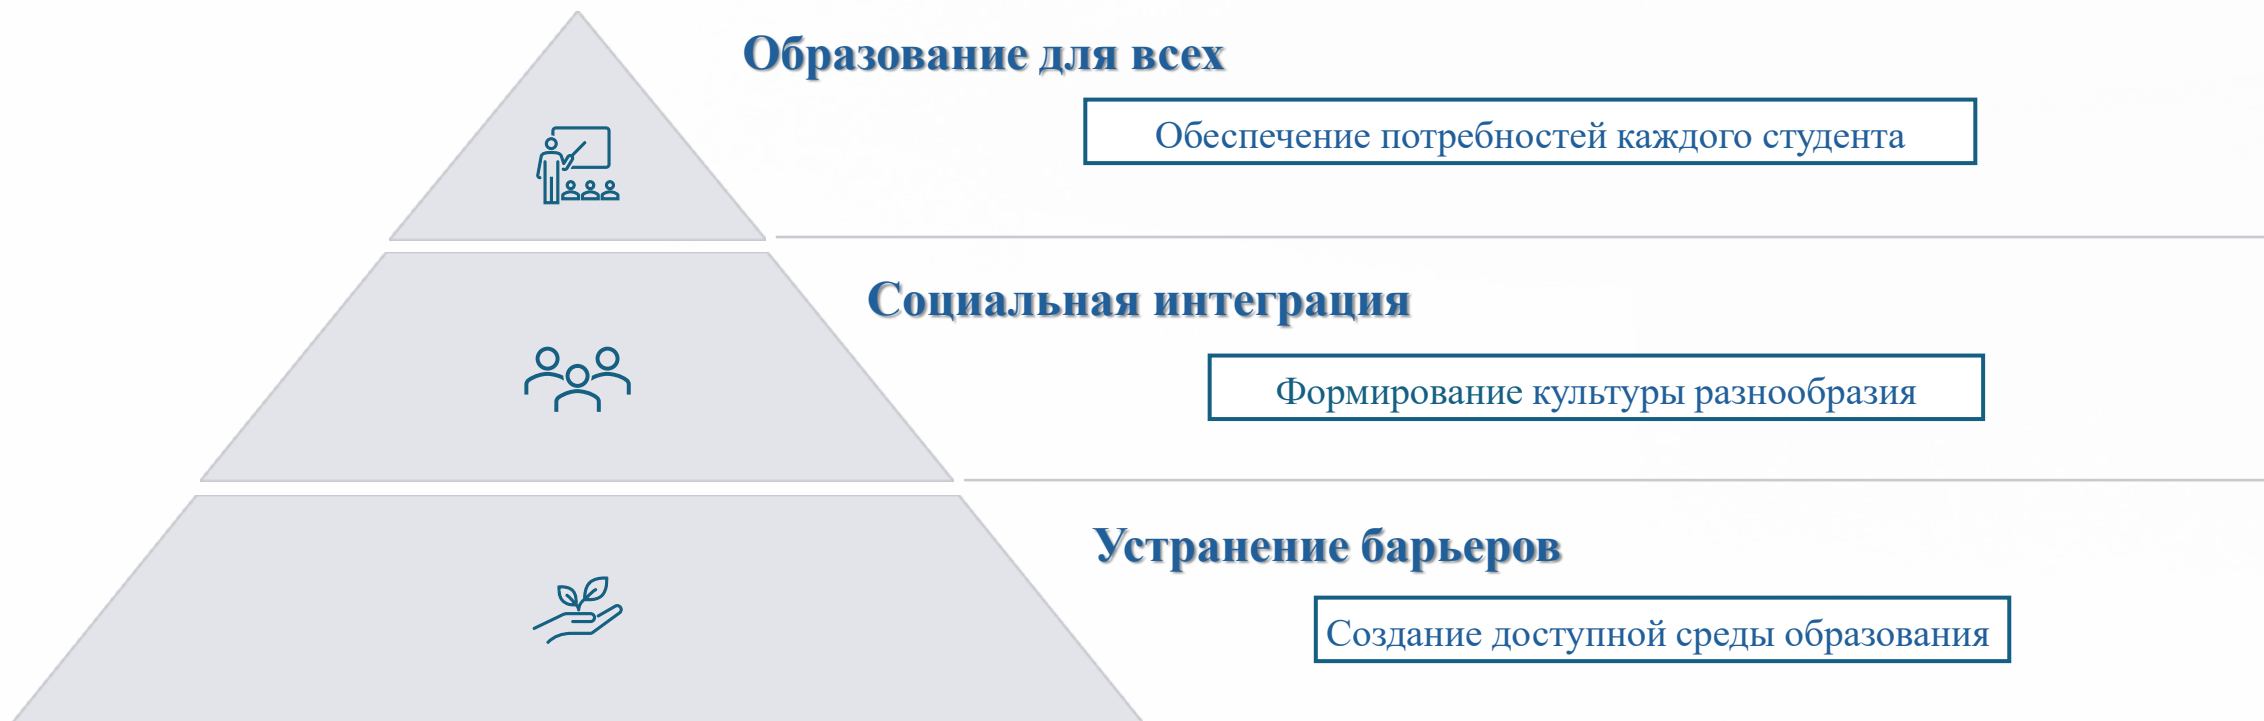 Образование для всех
Обеспечение потребностей каждого студента
Социальная интеграция
Формирование культуры разнообразия
Устранение барьеров
Создание доступной среды образования